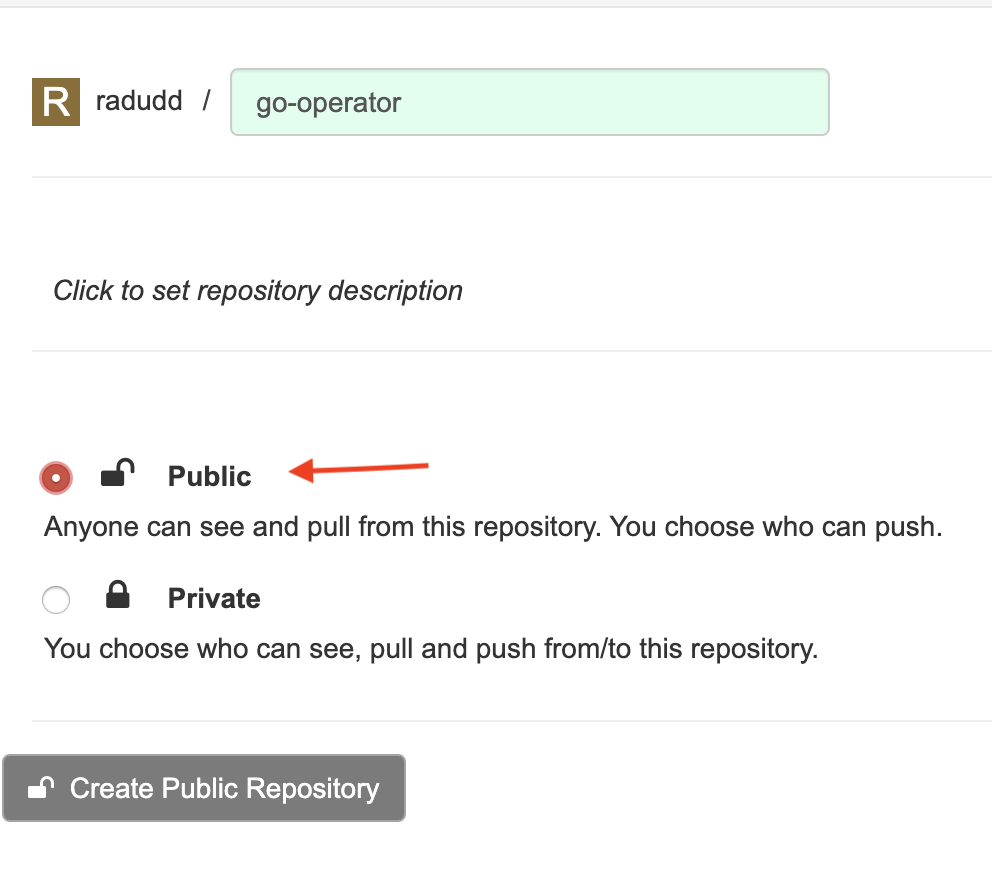 R radudd / go-operator
Click to set repository description
Public
Anyone can see and pull from this repository. You choose who can push.
Private
You choose who can see, pull and push from/to this repository.
Create Public Repository